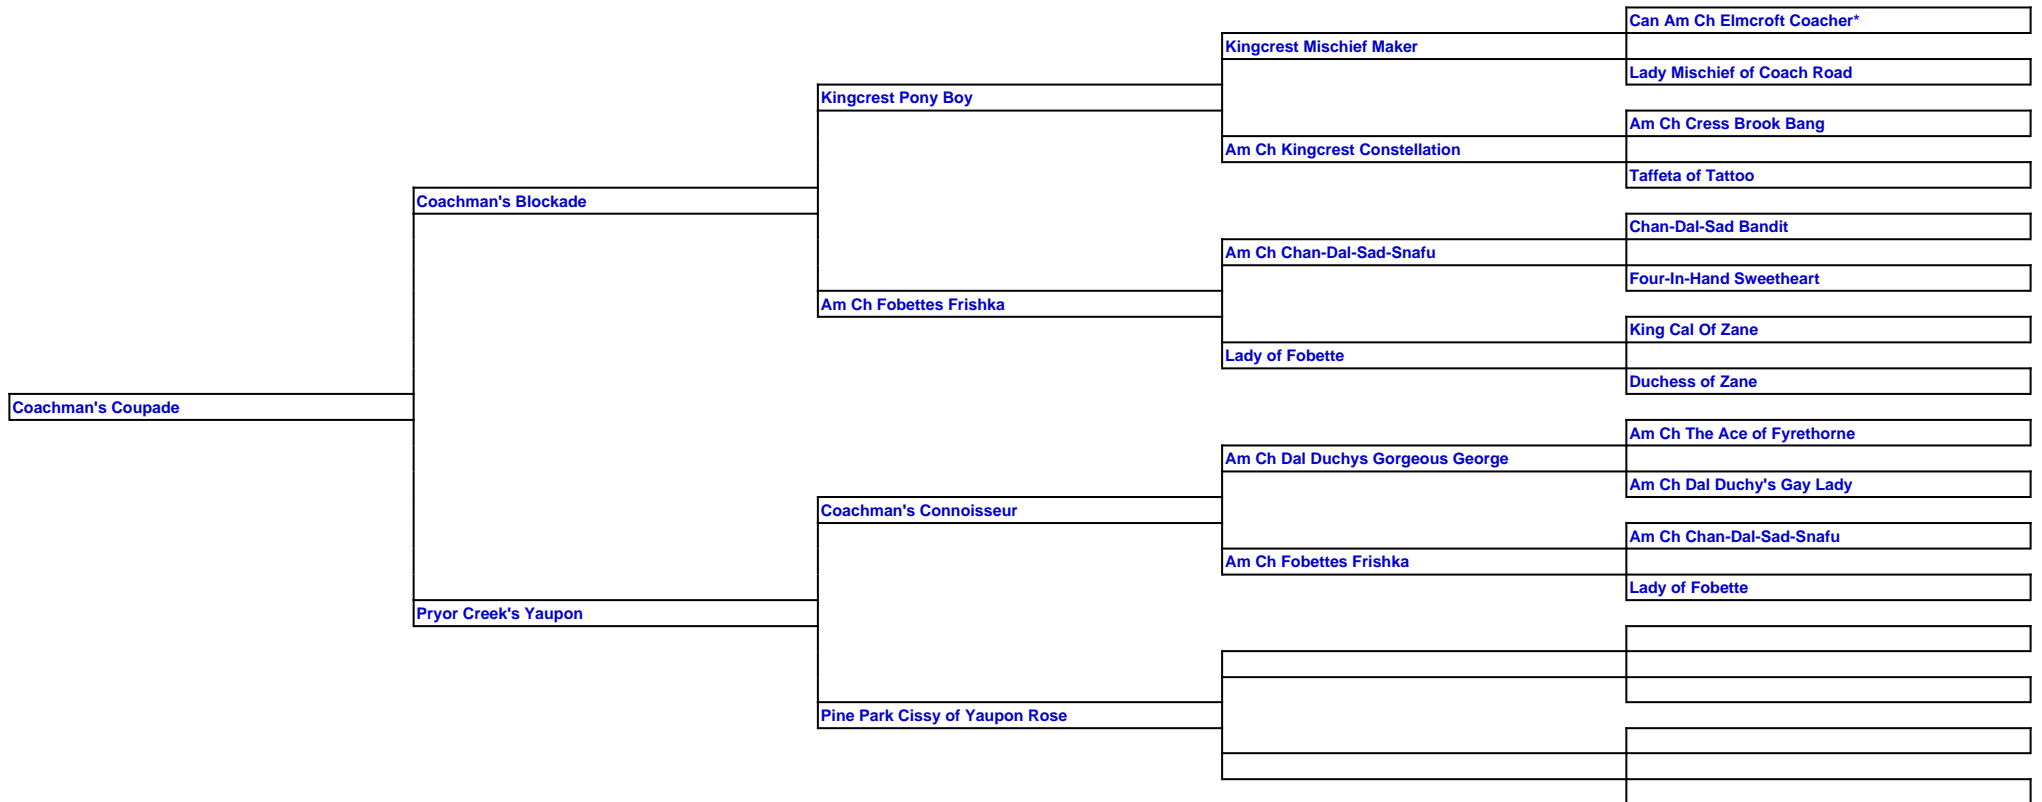 Can Am Ch Elmcroft Coacher*
Kingcrest Mischief Maker
Lady Mischief of Coach Road
Kingcrest Pony Boy
Am Ch Cress Brook Bang
Am Ch Kingcrest Constellation
Taffeta of Tattoo
Coachman's Blockade
Chan-Dal-Sad Bandit
Am Ch Chan-Dal-Sad-Snafu
Four-In-Hand Sweetheart
Am Ch Fobettes Frishka
King Cal Of Zane
Lady of Fobette
Duchess of Zane
Coachman's Coupade
Am Ch The Ace of Fyrethorne
Am Ch Dal Duchys Gorgeous George
Am Ch Dal Duchy's Gay Lady
Coachman's Connoisseur
Am Ch Chan-Dal-Sad-Snafu
Am Ch Fobettes Frishka
Lady of Fobette
Pryor Creek's Yaupon
Pine Park Cissy of Yaupon Rose